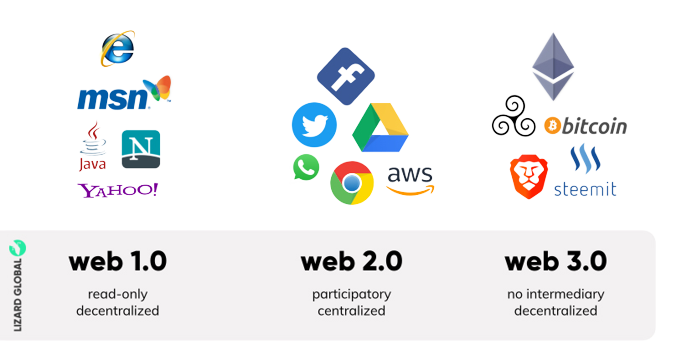 msn
Java
N
YAHOO!
aws
bitcoin
steemit
LIZARD GLOBAL
web 1.0
read-only
decentralized
web 2.0
participatory
centralized
web 3.0
no intermediary
decentralized